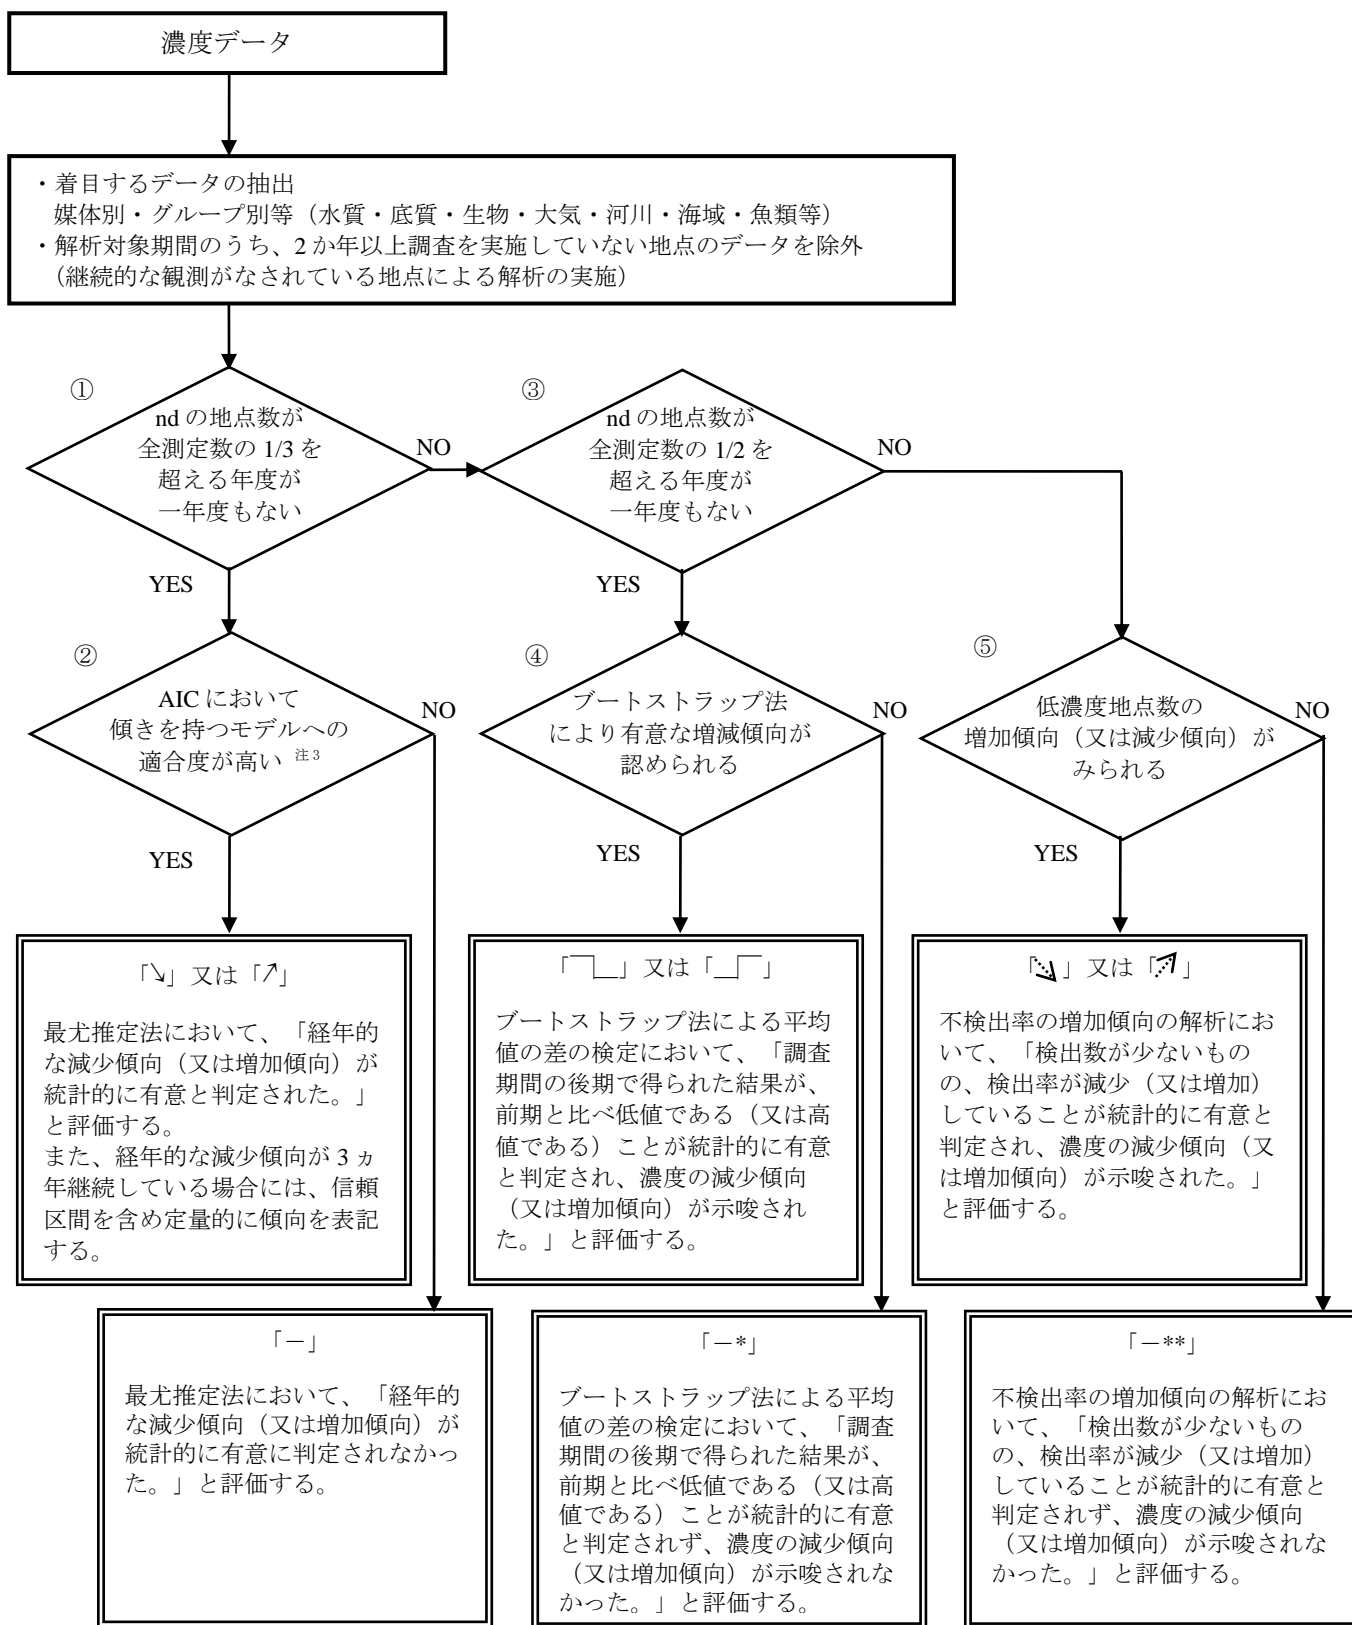 濃度データ
・着目するデータの抽出
媒体別・グループ別等（水質・底質・生物・大気・河川・海域・魚類等）
・解析対象期間のうち、2 か年以上調査を実施していない地点のデータを除外
（継続的な観測がなされている地点による解析の実施）
①
nd の地点数が
全測定数の 1/3 を
超える年度が
一年度もない
NO
YES
③
nd の地点数が
全測定数の 1/2 を
超える年度が
一年度もない
NO
YES
②
AIC において
傾きを持つモデルへの
適合度が高い 注3
NO
YES
④
ブートストラップ法
により有意な増減傾向が
認められる
NO
YES
⑤
低濃度地点数の
増加傾向（又は減少傾向）が
みられる
NO
YES
「↘」又は「↗」
最尤推定法において、「経年的
な減少傾向（又は増加傾向）が
統計的に有意と判定された。」
と評価する。
また、経年的な減少傾向が 3 ヵ
年継続している場合には、信頼
区間を含め定量的に傾向を表記
する。
「￣|＿」又は「＿|￣」
ブートストラップ法による平均
値の差の検定において、「調査
期間の後期で得られた結果が、
前期と比べ低値である（又は高
値である）ことが統計的に有意
と判定され、濃度の減少傾向
（又は増加傾向）が示唆され
た。」と評価する。
「⇘」又は「⇗」
不検出率の増加傾向の解析にお
いて、「検出数が少ないもの
の、検出率が減少（又は増加）
していることが統計的に有意と
判定され、濃度の減少傾向（又
は増加傾向）が示唆された。」
と評価する。
「－」
最尤推定法において、「経年的
な減少傾向（又は増加傾向）が
統計的に有意に判定されなかっ
た。」と評価する。
「－*」
ブートストラップ法による平均
値の差の検定において、「調査
期間の後期で得られた結果が、
前期と比べ低値である（又は高
値である）ことが統計的に有意
と判定されず、濃度の減少傾向
（又は増加傾向）が示唆されな
かった。」と評価する。
「－**」
不検出率の増加傾向の解析にお
いて、「検出数が少ないもの
の、検出率が減少（又は増加）
していることが統計的に有意と
判定されず、濃度の減少傾向
（又は増加傾向）が示唆されな
かった。」と評価する。